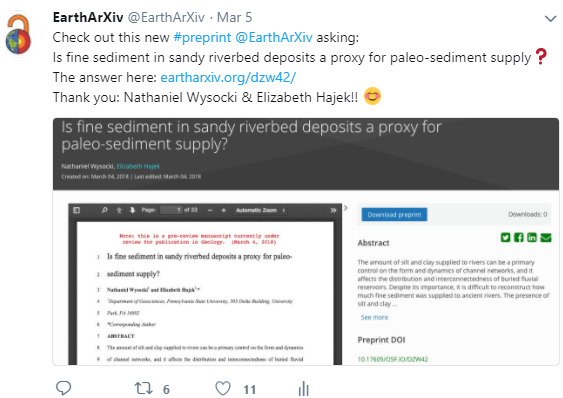 EarthArXiv @EarthArXiv · Mar 5
Check out this new #preprint @EarthArXiv asking:
Is fine sediment in sandy riverbed deposits a proxy for paleo-sediment supply❓
The answer here: eartharxiv.org/dzw42/
Thank you: Nathaniel Wysocki & Elizabeth Hajek!! 😊
Is fine sediment in sandy riverbed deposits a proxy for
paleo-sediment supply?
Nathaniel Wysocki, Elizabeth Hajek
Created on: March 04, 2018 | Last edited: March 04, 2018
Page: 1 of 33 − + Automatic Zoom
Note: this is a pre-review manuscript currently under
review for publication in Geology. (March 4, 2018)
1 Is fine sediment in sandy riverbed deposits a proxy for paleo-
2 sediment supply?
3 Nathaniel Wysocki¹ and Elizabeth Hajek¹*
4 ¹Department of Geosciences, Pennsylvania State University, 503 Deike Building, University
5 Park, PA 16802
6 *Corresponding Author
7 ABSTRACT
8 The amount of silt and clay supplied to rivers can be a primary control on the form and dynamics
9 of channel networks, and it affects the distribution and interconnectedness of buried fluvial
Download preprint
Downloads: 0
Abstract
The amount of silt and clay supplied to rivers can be a primary
control on the form and dynamics of channel networks, and it
affects the distribution and interconnectedness of buried fluvial
reservoirs. Despite its importance, it is difficult to reconstruct how
much fine sediment was supplied to ancient rivers. The presence of
silt and clay ...
See more
Preprint DOI
10.17605/OSF.IO/DZW42
6
11